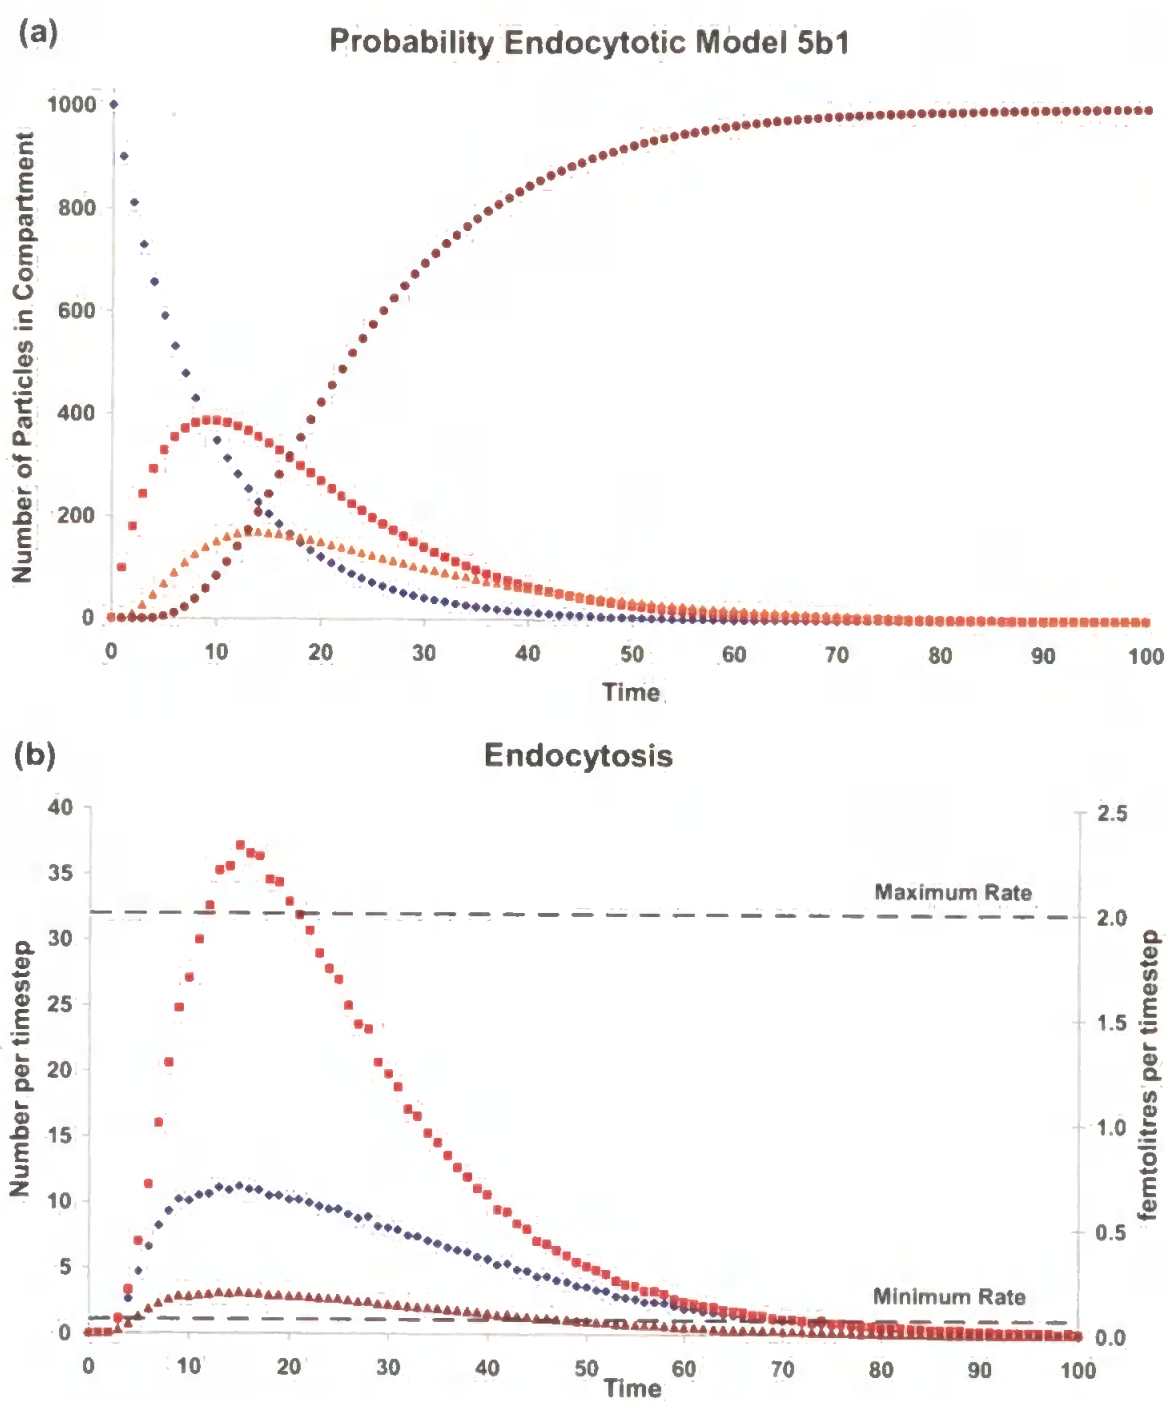 (a)
Probability Endocytotic Model 5b1
Number of Particles in Compartment
1000
800
600
400
200
0
0 10 20 30 40 50 60 70 80 90 100
Time
(b)
Endocytosis
Number per timestep
40
35
30
25
20
15
10
5
0
Maximum Rate
Minimum Rate
2.5
2.0
1.5
1.0
0.5
0.0
femtolitres per timestep
0 10 20 30 40 50 60 70 80 90 100
Time